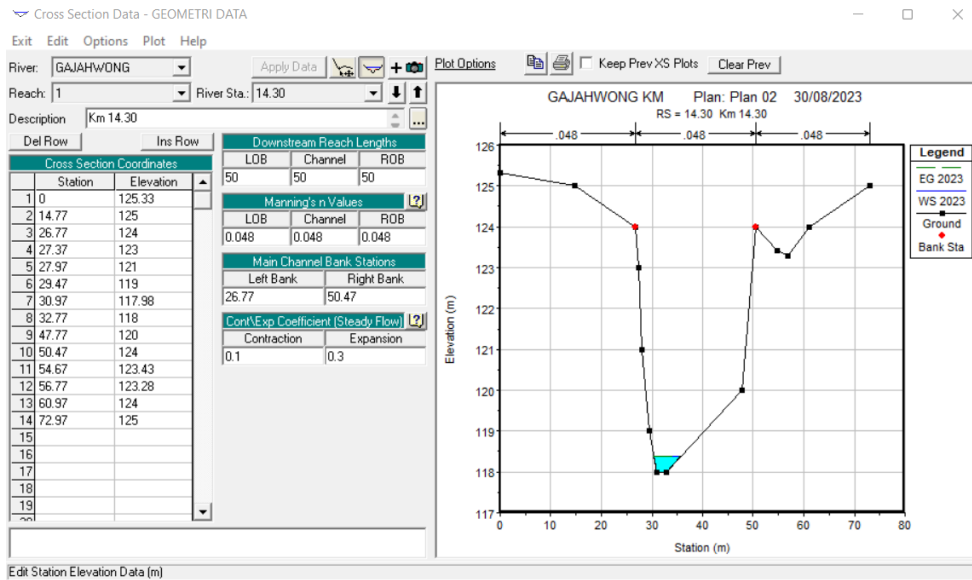 Cross Section Data - GEOMETRI DATA
Exit Edit Options Plot Help
River: GAJAHWONG Apply Data
Reach: 1 River Sta.: 14.30
Description Km 14.30 ...
Del Row Ins Row
Cross Section Coordinates
Station Elevation
1 0 125.33
2 14.77 125
3 26.77 124
4 27.37 123
5 27.97 121
6 29.47 119
7 30.97 117.98
8 32.77 118
9 47.77 120
10 50.47 124
11 54.67 123.43
12 56.77 123.28
13 60.97 124
14 72.97 125
15
16
17
18
19
Downstream Reach Lengths
LOB Channel ROB
50 50 50
Manning's n Values
LOB Channel ROB
0.048 0.048 0.048
Main Channel Bank Stations
Left Bank Right Bank
26.77 50.47
Cont\Exp Coefficient (Steady Flow)
Contraction Expansion
0.1 0.3
Plot Options Keep Prev XS Plots Clear Prev
GAJAHWONG KM Plan: Plan 02 30/08/2023
RS = 14.30 Km 14.30
.048 .048 .048
126
125
124
123
122
121
120
119
118
117
Elevation (m)
0 10 20 30 40 50 60 70 80
Station (m)
Legend
EG 2023
WS 2023
Ground
Bank Sta
Edit Station Elevation Data (m)